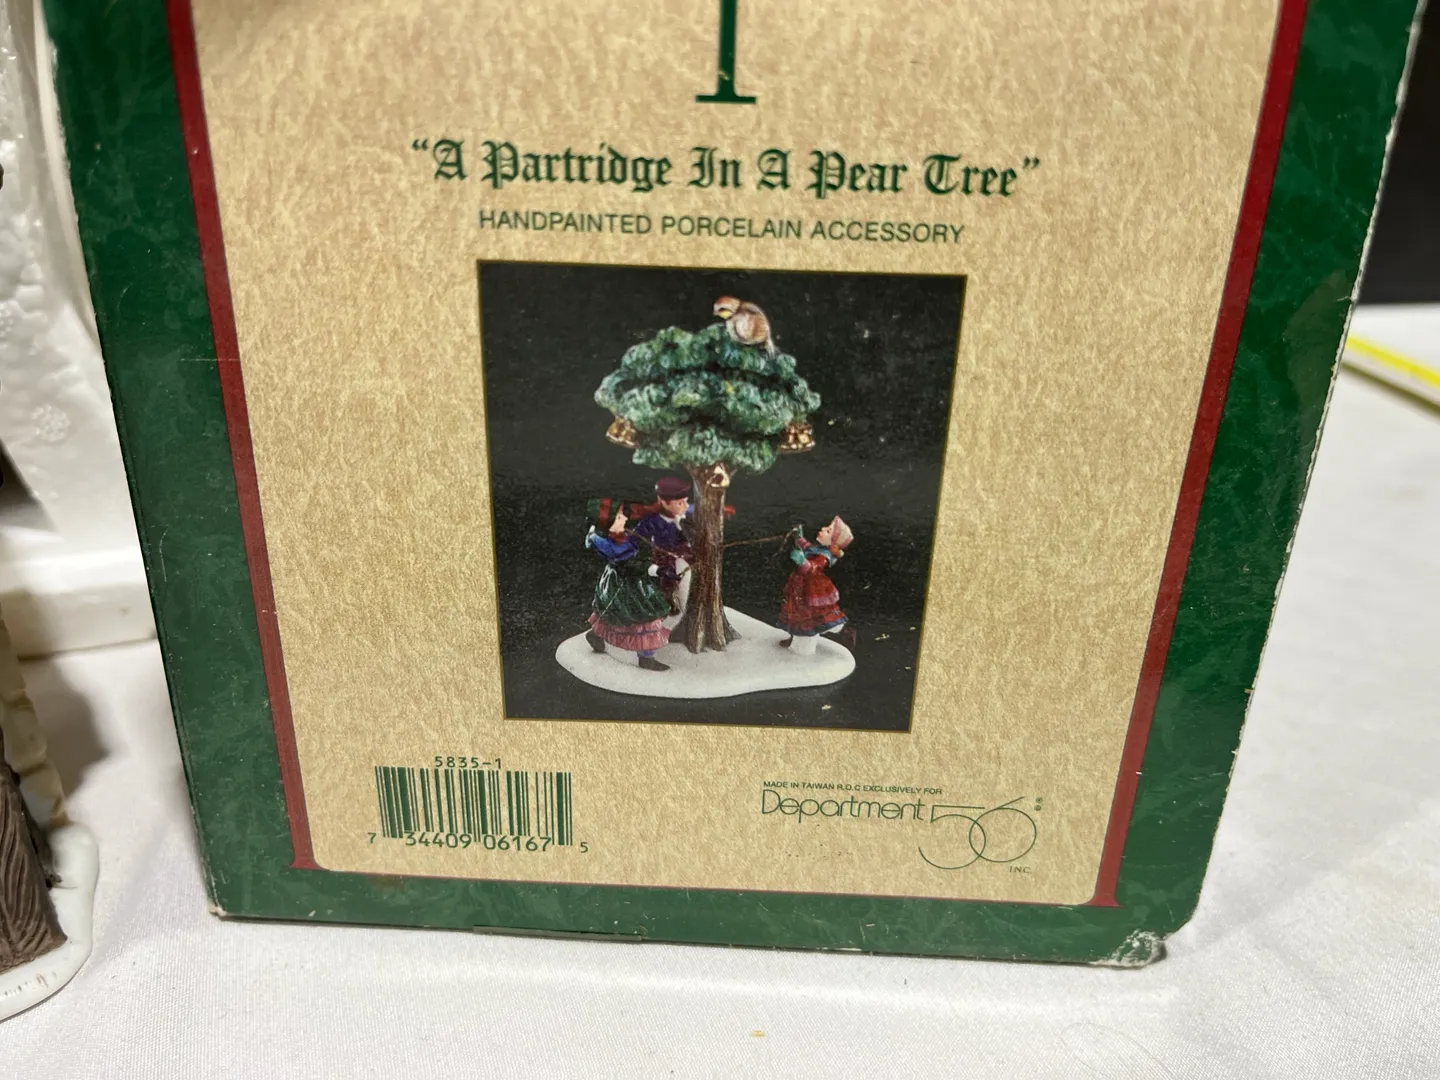 I
“A Partridge In A Pear Tree”
HANDPAINTED PORCELAIN ACCESSORY
5835-1
7 34409 06167 5
MADE IN TAIWAN R.O.C EXCLUSIVELY FOR
Department 56 ®
INC.